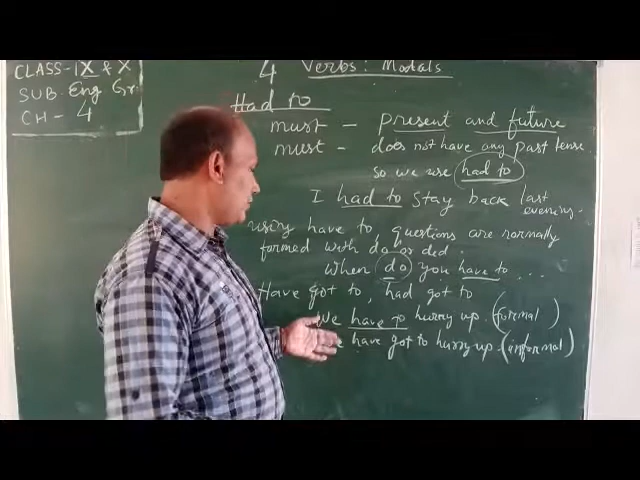 CLASS-IX & X
SUB. Eng Gr.
CH - 4
4 Verbs: Modals
Had to
must - present and future
must - does not have any past tense
so we use had to
I had to stay back last evening.
using have to, questions are normally
formed with do or did.
When do you have to ...
Have got to, had got to
We have to hurry up. (formal)
have got to hurry up. (informal)